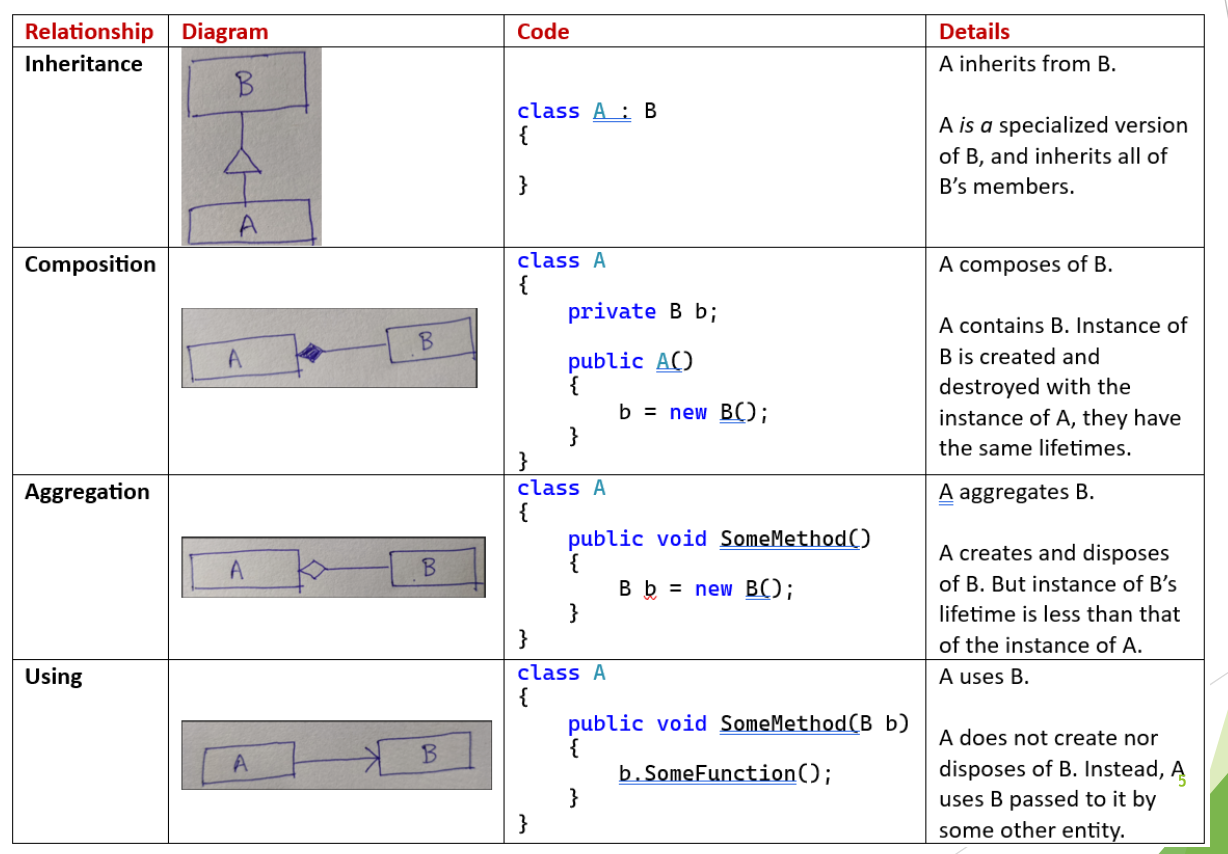 Relationship Diagram Code Details
Inheritance
B
A
class A : B
{
}
A inherits from B.
A is a specialized version
of B, and inherits all of
B's members.
Composition
A B
class A
{
private B b;
public A()
{
b = new B();
}
}
A composes of B.
A contains B. Instance of
B is created and
destroyed with the
instance of A, they have
the same lifetimes.
Aggregation
A B
class A
{
public void SomeMethod()
{
B b = new B();
}
}
A aggregates B.
A creates and disposes
of B. But instance of B's
lifetime is less than that
of the instance of A.
Using
A B
class A
{
public void SomeMethod(B b)
{
b.SomeFunction();
}
}
A uses B.
A does not create nor
disposes of B. Instead, A
uses B passed to it by
some other entity.
5